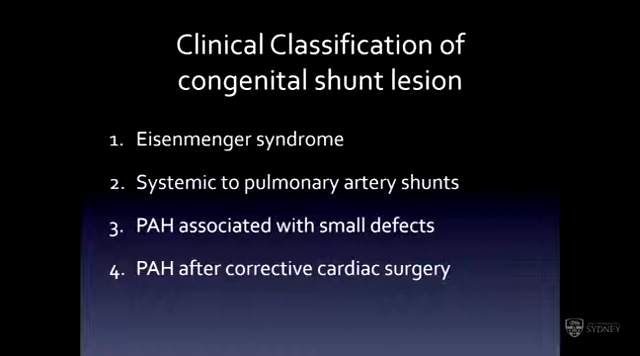 Clinical Classification of
congenital shunt lesion
1. Eisenmenger syndrome
2. Systemic to pulmonary artery shunts
3. PAH associated with small defects
4. PAH after corrective cardiac surgery
SYDNEY